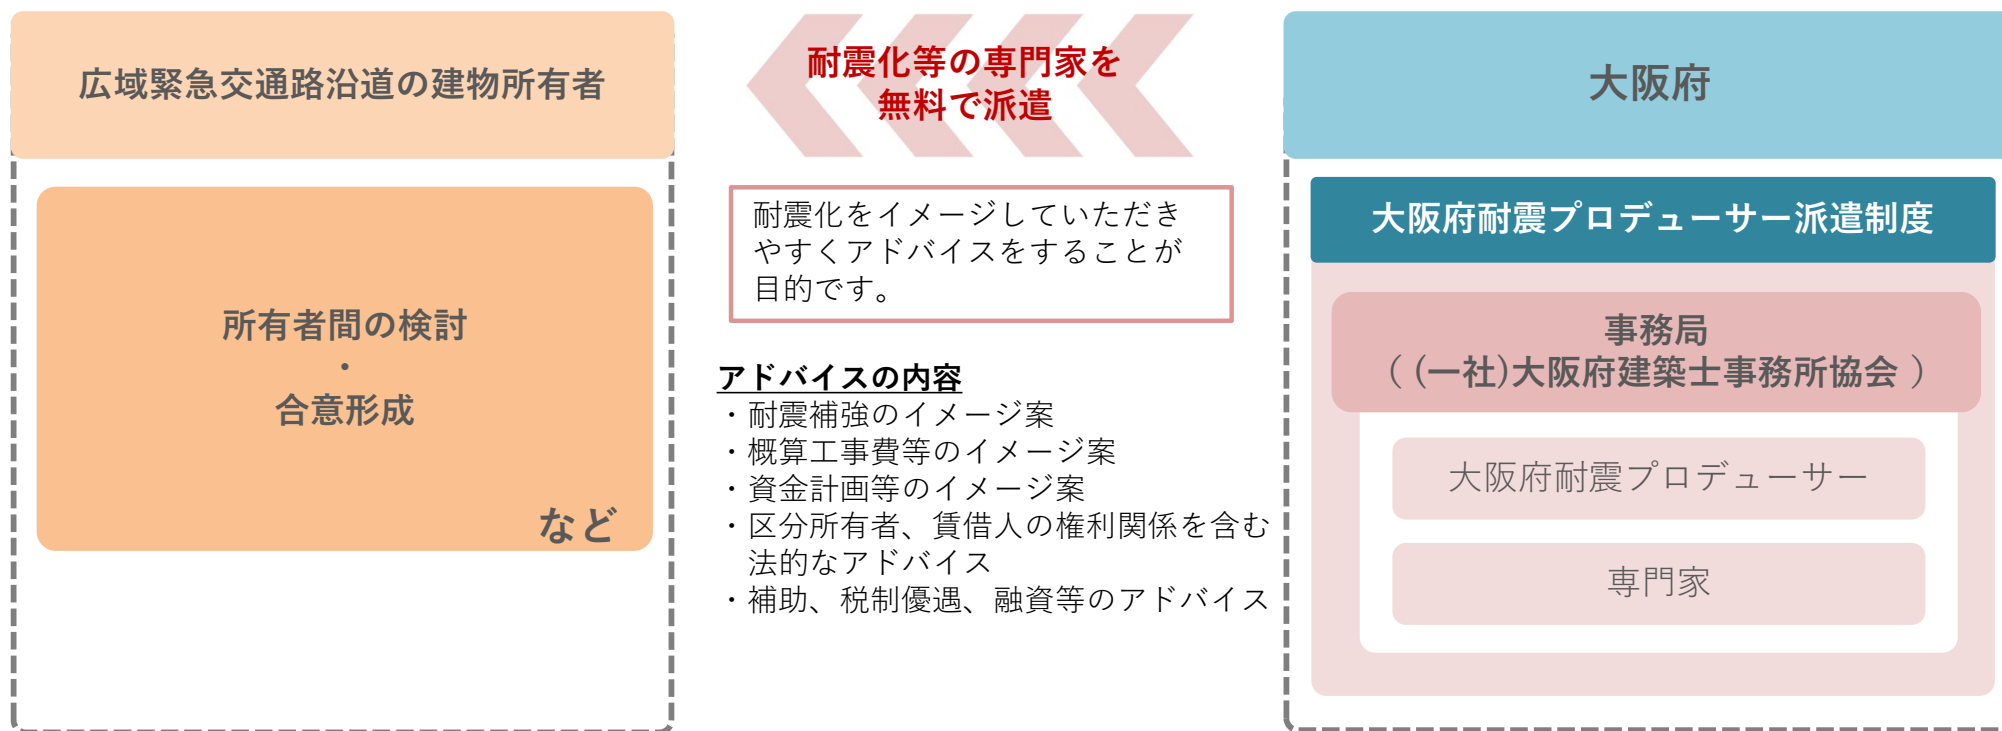 広域緊急交通路沿道の建物所有者
所有者間の検討
・
合意形成
など
耐震化等の専門家を
無料で派遣
耐震化をイメージしていただき
やすくアドバイスをすることが
目的です。
アドバイスの内容
・耐震補強のイメージ案
・概算工事費等のイメージ案
・資金計画等のイメージ案
・区分所有者、賃借人の権利関係を含む
法的なアドバイス
・補助、税制優遇、融資等のアドバイス
大阪府
大阪府耐震プロデューサー派遣制度
事務局
（ (一社)大阪府建築士事務所協会 ）
大阪府耐震プロデューサー
専門家